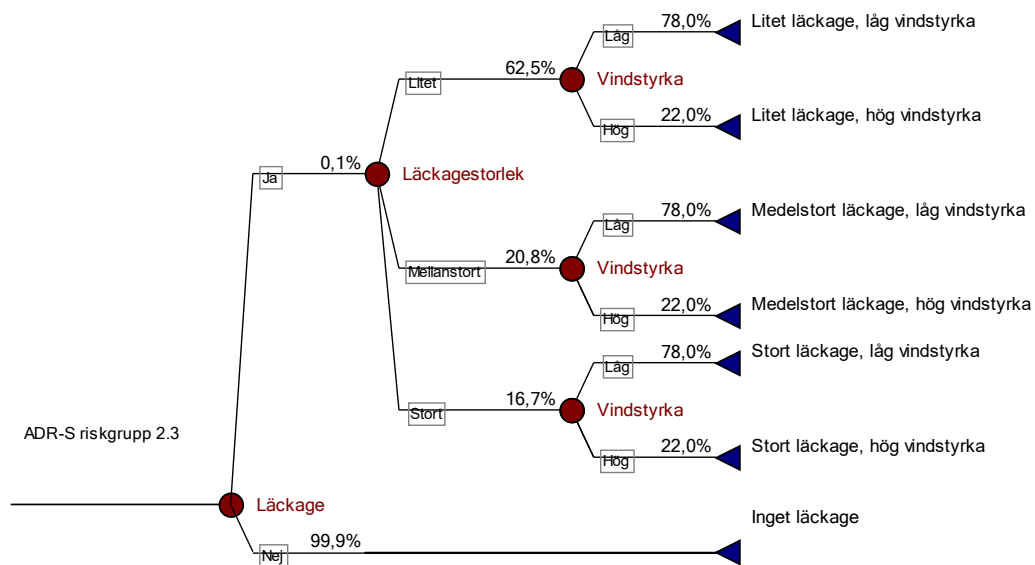 78,0%
Litet läckage, låg vindstyrka
Låg
62,5%
Litet
Vindstyrka
22,0%
Litet läckage, hög vindstyrka
Hög
0,1%
Ja
Läckagestorlek
78,0%
Medelstort läckage, låg vindstyrka
Låg
20,8%
Mellanstort
Vindstyrka
22,0%
Medelstort läckage, hög vindstyrka
Hög
78,0%
Stort läckage, låg vindstyrka
Låg
16,7%
Stort
Vindstyrka
ADR-S riskgrupp 2.3
22,0%
Stort läckage, hög vindstyrka
Hög
Läckage
Inget läckage
99,9%
Nej